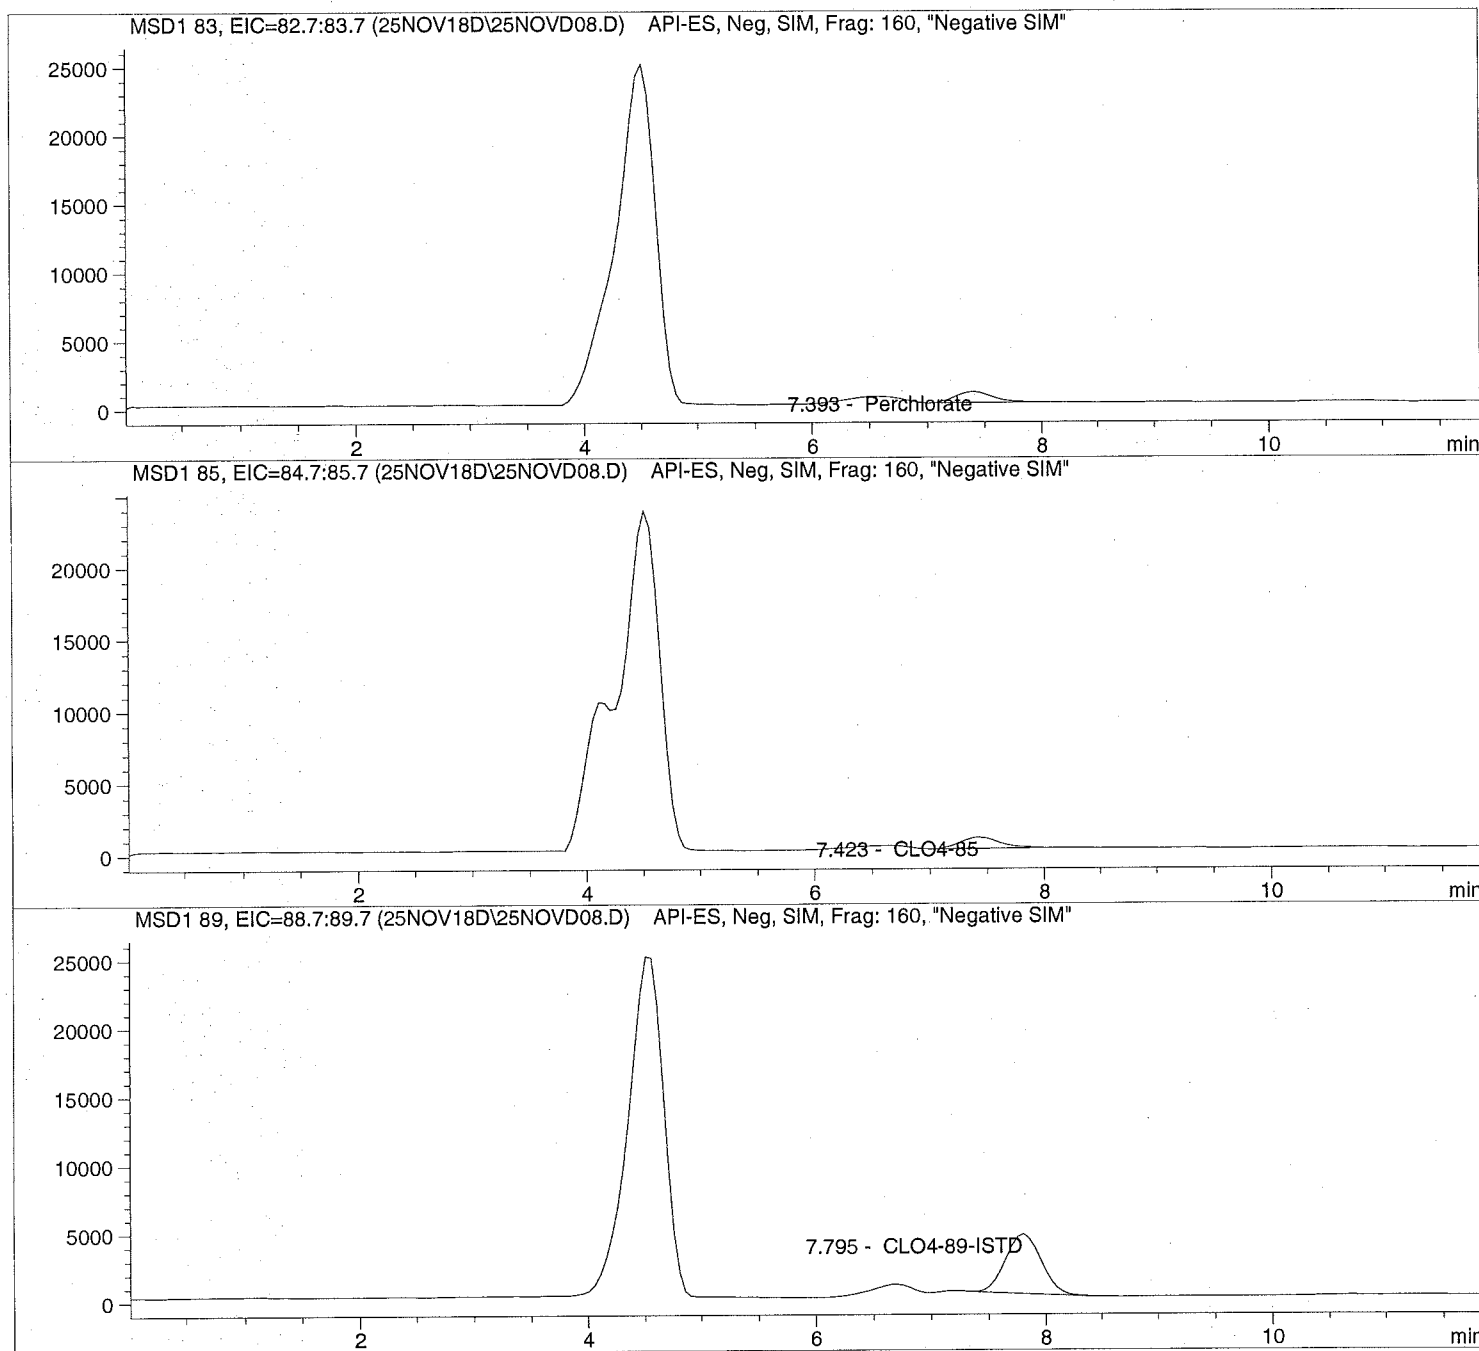 MSD1 83, EIC=82.7:83.7 (25NOV18D\25NOVD08.D) API-ES, Neg, SIM, Frag: 160, "Negative SIM"
25000
20000
15000
10000
5000
0
7.393 - Perchlorate
2 4 6 8 10 min
MSD1 85, EIC=84.7:85.7 (25NOV18D\25NOVD08.D) API-ES, Neg, SIM, Frag: 160, "Negative SIM"
20000
15000
10000
5000
0
7.423 - CLO4-85
2 4 6 8 10 min
MSD1 89, EIC=88.7:89.7 (25NOV18D\25NOVD08.D) API-ES, Neg, SIM, Frag: 160, "Negative SIM"
25000
20000
15000
10000
5000
7.795 - CLO4-89-ISTD
0
2 4 6 8 10 min